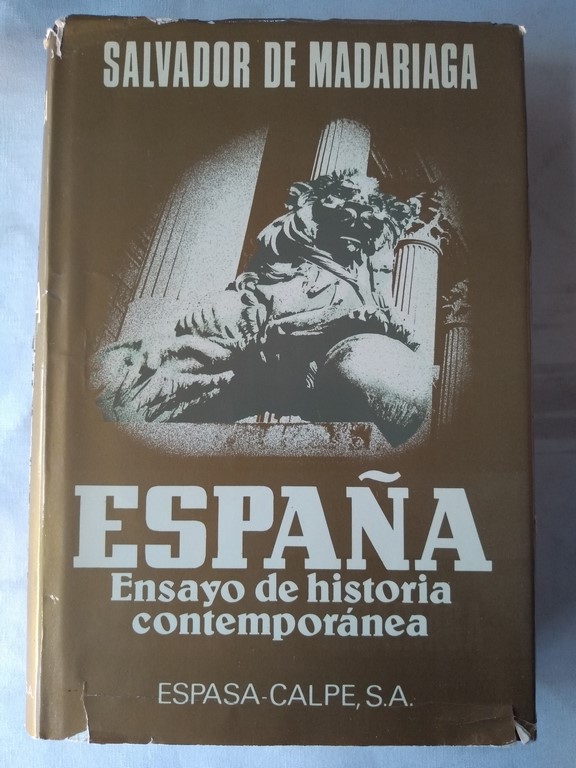 SALVADOR DE MADARIAGA
ESPAÑA
Ensayo de historia
contemporánea
ESPASA-CALPE, S.A.